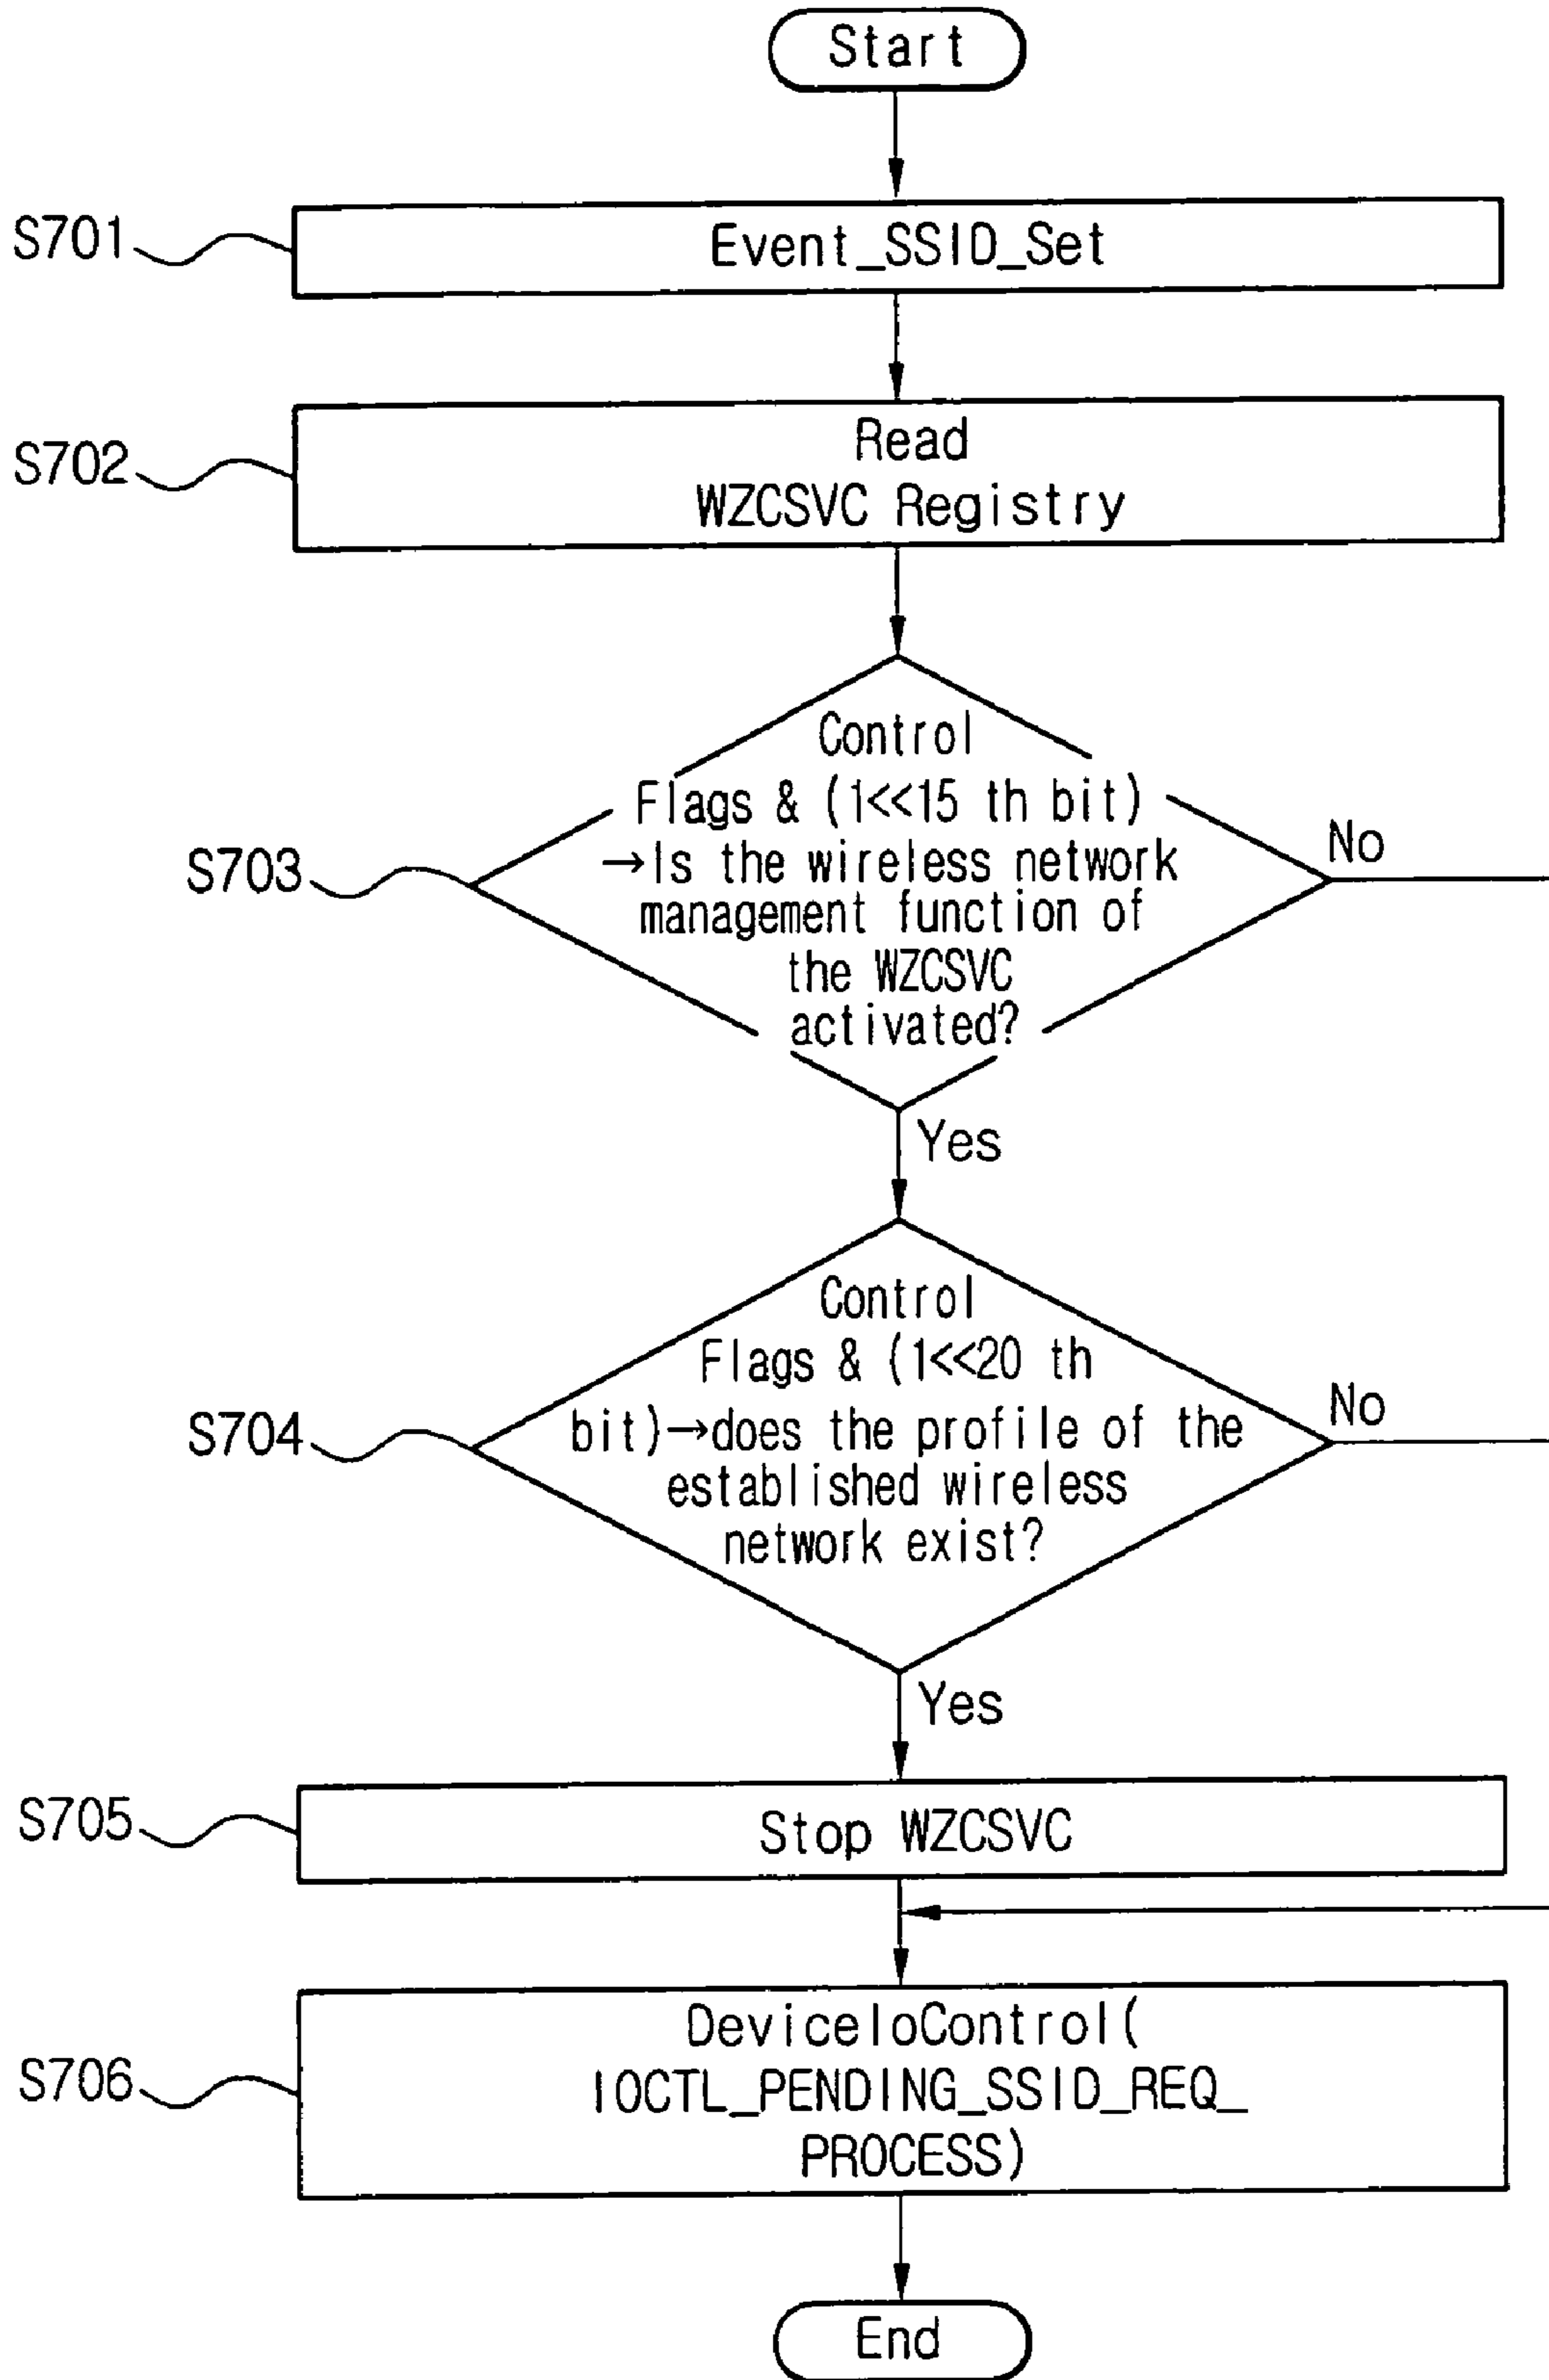 Start
S701
Event_SSID_Set
S702
Read
WZCSVC Registry
S703
Control
Flags & (1<<15 th bit)
→Is the wireless network
management function of
the WZCSVC
activated?
No
Yes
S704
Control
Flags & (1<<20 th
bit)→does the profile of the
established wireless
network exist?
No
Yes
S705
Stop WZCSVC
S706
DeviceIoControl(
IOCTL_PENDING_SSID_REQ_
PROCESS)
End